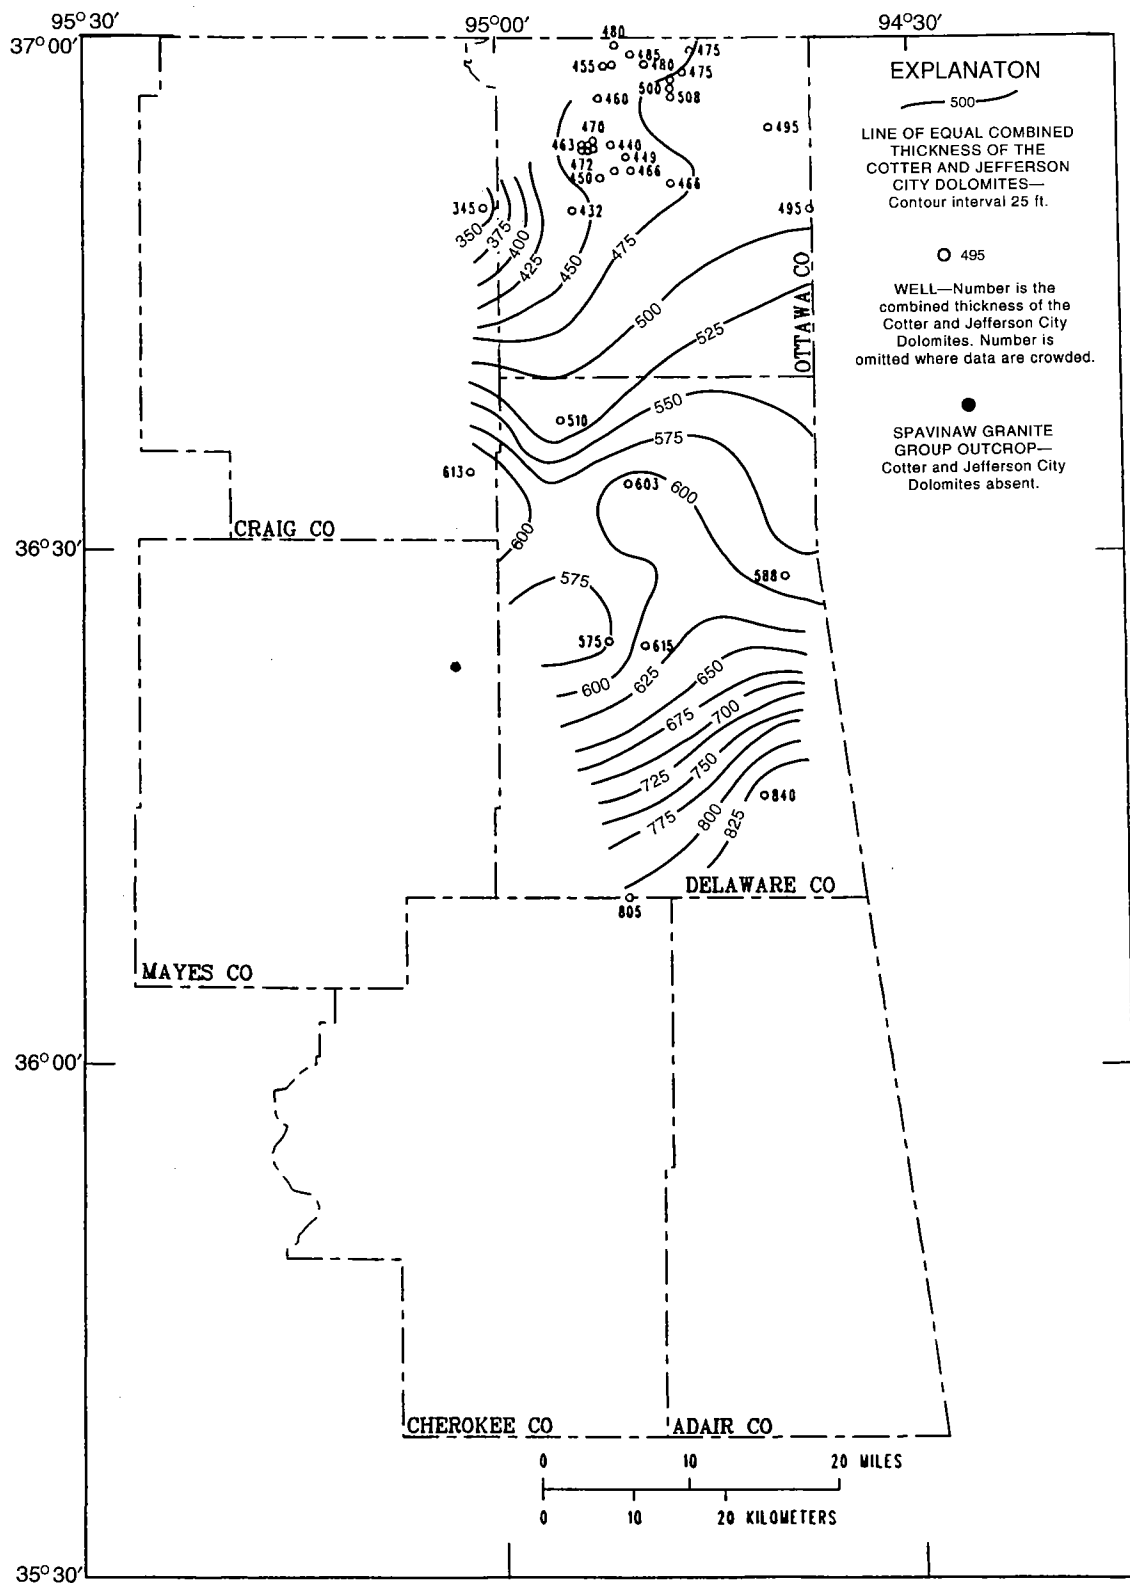 95°30′
95°00′
94°30′
37°00′
480
485
475
455
480
475
500
508
460
495
470
463
440
449
472
466
450
466
345
432
495
350
375
400
425
450
475
500
525
OTTAWA CO
510
550
575
613
603
600
600
CRAIG CO
36°30′
575
588
575
615
600
625
650
675
700
725
750
775
800
825
840
DELAWARE CO
805
MAYES CO
36°00′
CHEROKEE CO
ADAIR CO
0 10 20 MILES
0 10 20 KILOMETERS
35°30′
EXPLANATON
500
LINE OF EQUAL COMBINED
THICKNESS OF THE
COTTER AND JEFFERSON
CITY DOLOMITES—
Contour interval 25 ft.
495
WELL—Number is the
combined thickness of the
Cotter and Jefferson City
Dolomites. Number is
omitted where data are crowded.
SPAVINAW GRANITE
GROUP OUTCROP—
Cotter and Jefferson City
Dolomites absent.